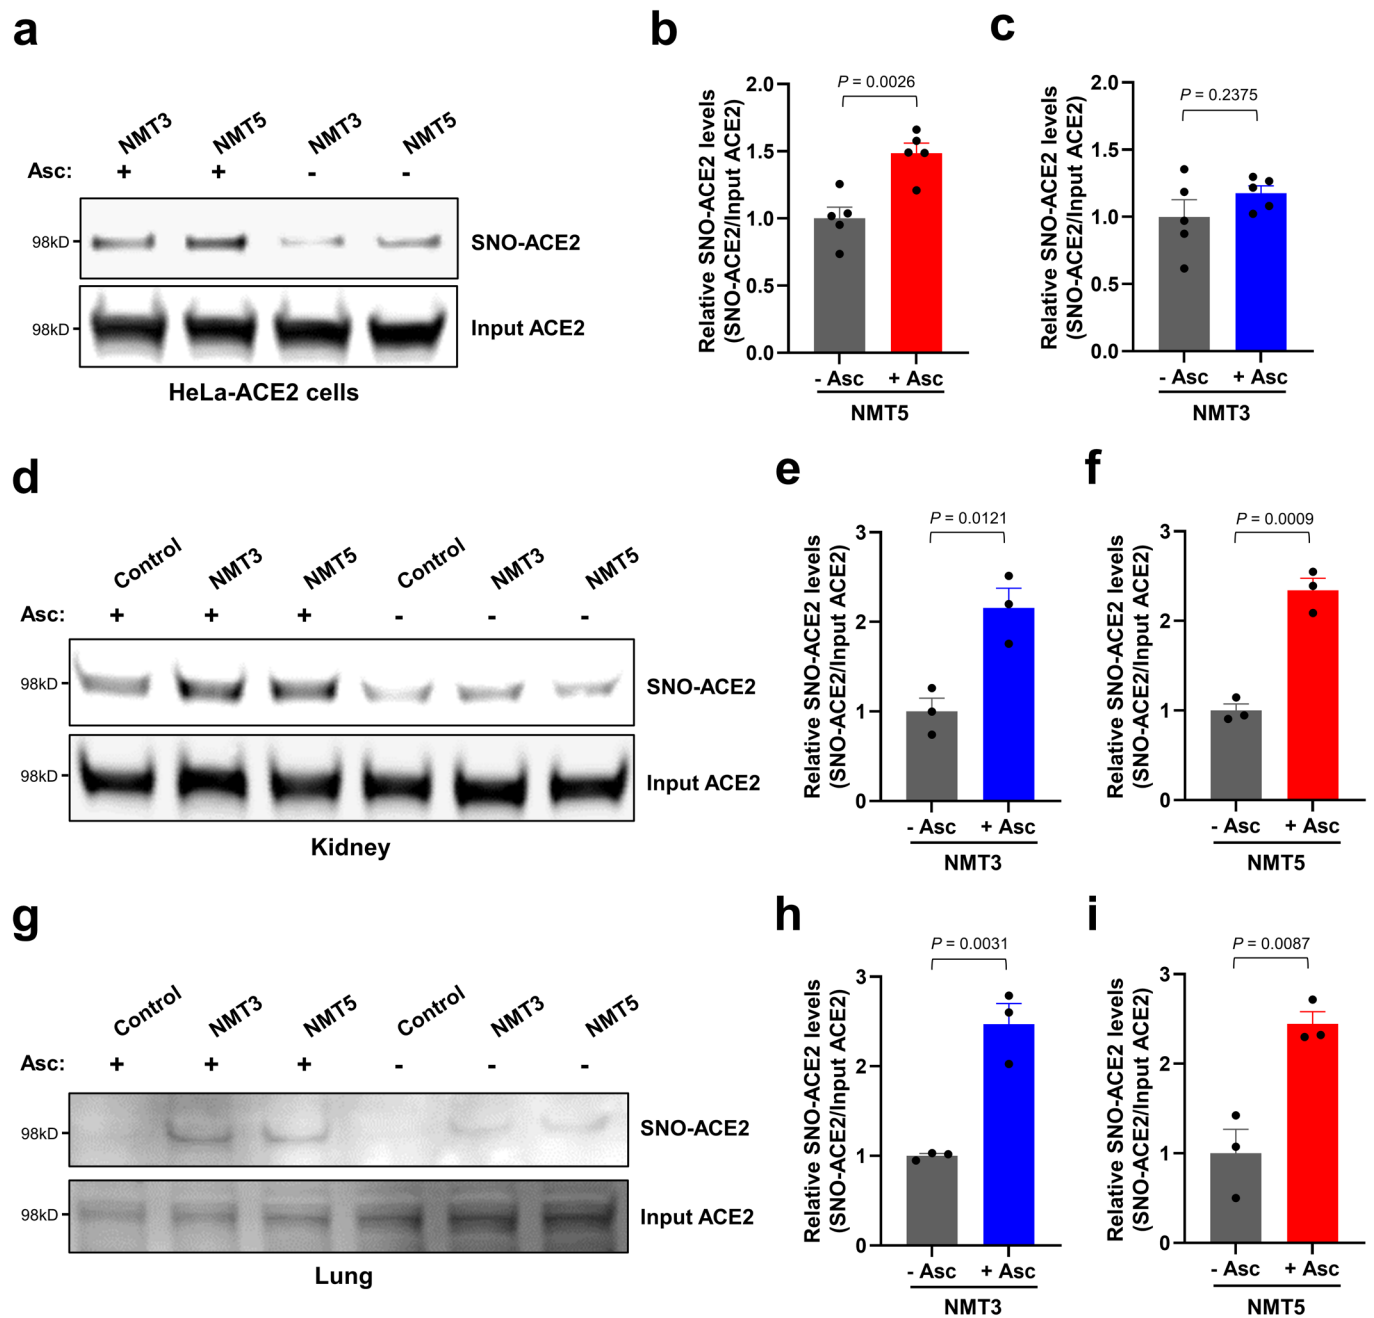 a
NMT3 NMT5 NMT3 NMT5
Asc: + + - -
98kD SNO-ACE2
98kD Input ACE2
HeLa-ACE2 cells
b
Relative SNO-ACE2 levels
(SNO-ACE2/Input ACE2)
P = 0.0026
2.0
1.5
1.0
0.5
0.0
- Asc + Asc
NMT5
c
Relative SNO-ACE2 levels
(SNO-ACE2/Input ACE2)
P = 0.2375
2.0
1.5
1.0
0.5
0.0
- Asc + Asc
NMT3
d
Control NMT3 NMT5 Control NMT3 NMT5
Asc: + + + - - -
98kD SNO-ACE2
98kD Input ACE2
Kidney
e
Relative SNO-ACE2 levels
(SNO-ACE2/Input ACE2)
P = 0.0121
3
2
1
0
- Asc + Asc
NMT3
f
Relative SNO-ACE2 levels
(SNO-ACE2/Input ACE2)
P = 0.0009
3
2
1
0
- Asc + Asc
NMT5
g
Control NMT3 NMT5 Control NMT3 NMT5
Asc: + + + - - -
98kD SNO-ACE2
98kD Input ACE2
Lung
h
Relative SNO-ACE2 levels
(SNO-ACE2/Input ACE2)
P = 0.0031
3
2
1
0
- Asc + Asc
NMT3
i
Relative SNO-ACE2 levels
(SNO-ACE2/Input ACE2)
P = 0.0087
3
2
1
0
- Asc + Asc
NMT5